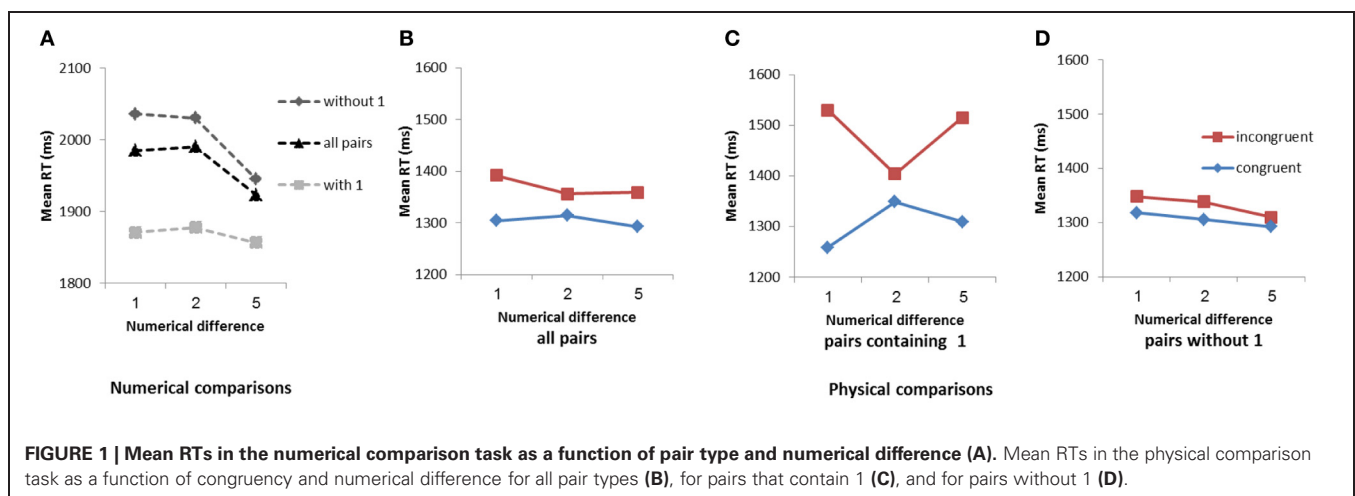 A
Mean RT (ms)
2100
2000
1900
1800
1 2 5
Numerical difference
without 1
all pairs
with 1
Numerical comparisons
B
Mean RT (ms)
1600
1500
1400
1300
1200
1 2 5
Numerical difference
all pairs
C
Mean RT (ms)
1600
1500
1400
1300
1200
1 2 5
Numerical difference
pairs containing 1
D
Mean RT (ms)
1600
1500
1400
1300
1200
1 2 5
Numerical difference
pairs without 1
incongruent
congruent
Physical comparisons
FIGURE 1 | Mean RTs in the numerical comparison task as a function of pair type and numerical difference (A). Mean RTs in the physical comparison
task as a function of congruency and numerical difference for all pair types (B), for pairs that contain 1 (C), and for pairs without 1 (D).